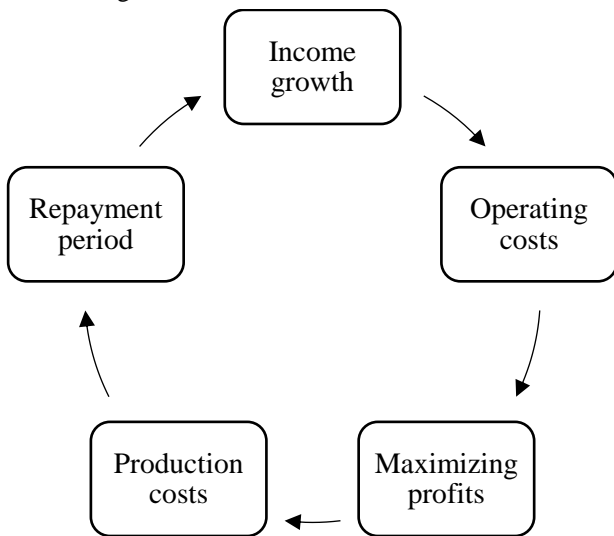 Income
growth
Repayment
period
Operating
costs
Production
costs
Maximizing
profits